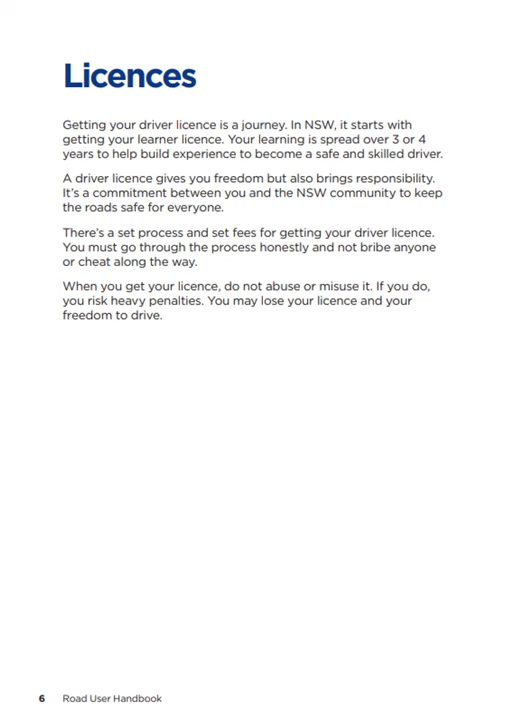 Licences
Getting your driver licence is a journey. In NSW, it starts with
getting your learner licence. Your learning is spread over 3 or 4
years to help build experience to become a safe and skilled driver.
A driver licence gives you freedom but also brings responsibility.
It's a commitment between you and the NSW community to keep
the roads safe for everyone.
There's a set process and set fees for getting your driver licence.
You must go through the process honestly and not bribe anyone
or cheat along the way.
When you get your licence, do not abuse or misuse it. If you do,
you risk heavy penalties. You may lose your licence and your
freedom to drive.
6 Road User Handbook